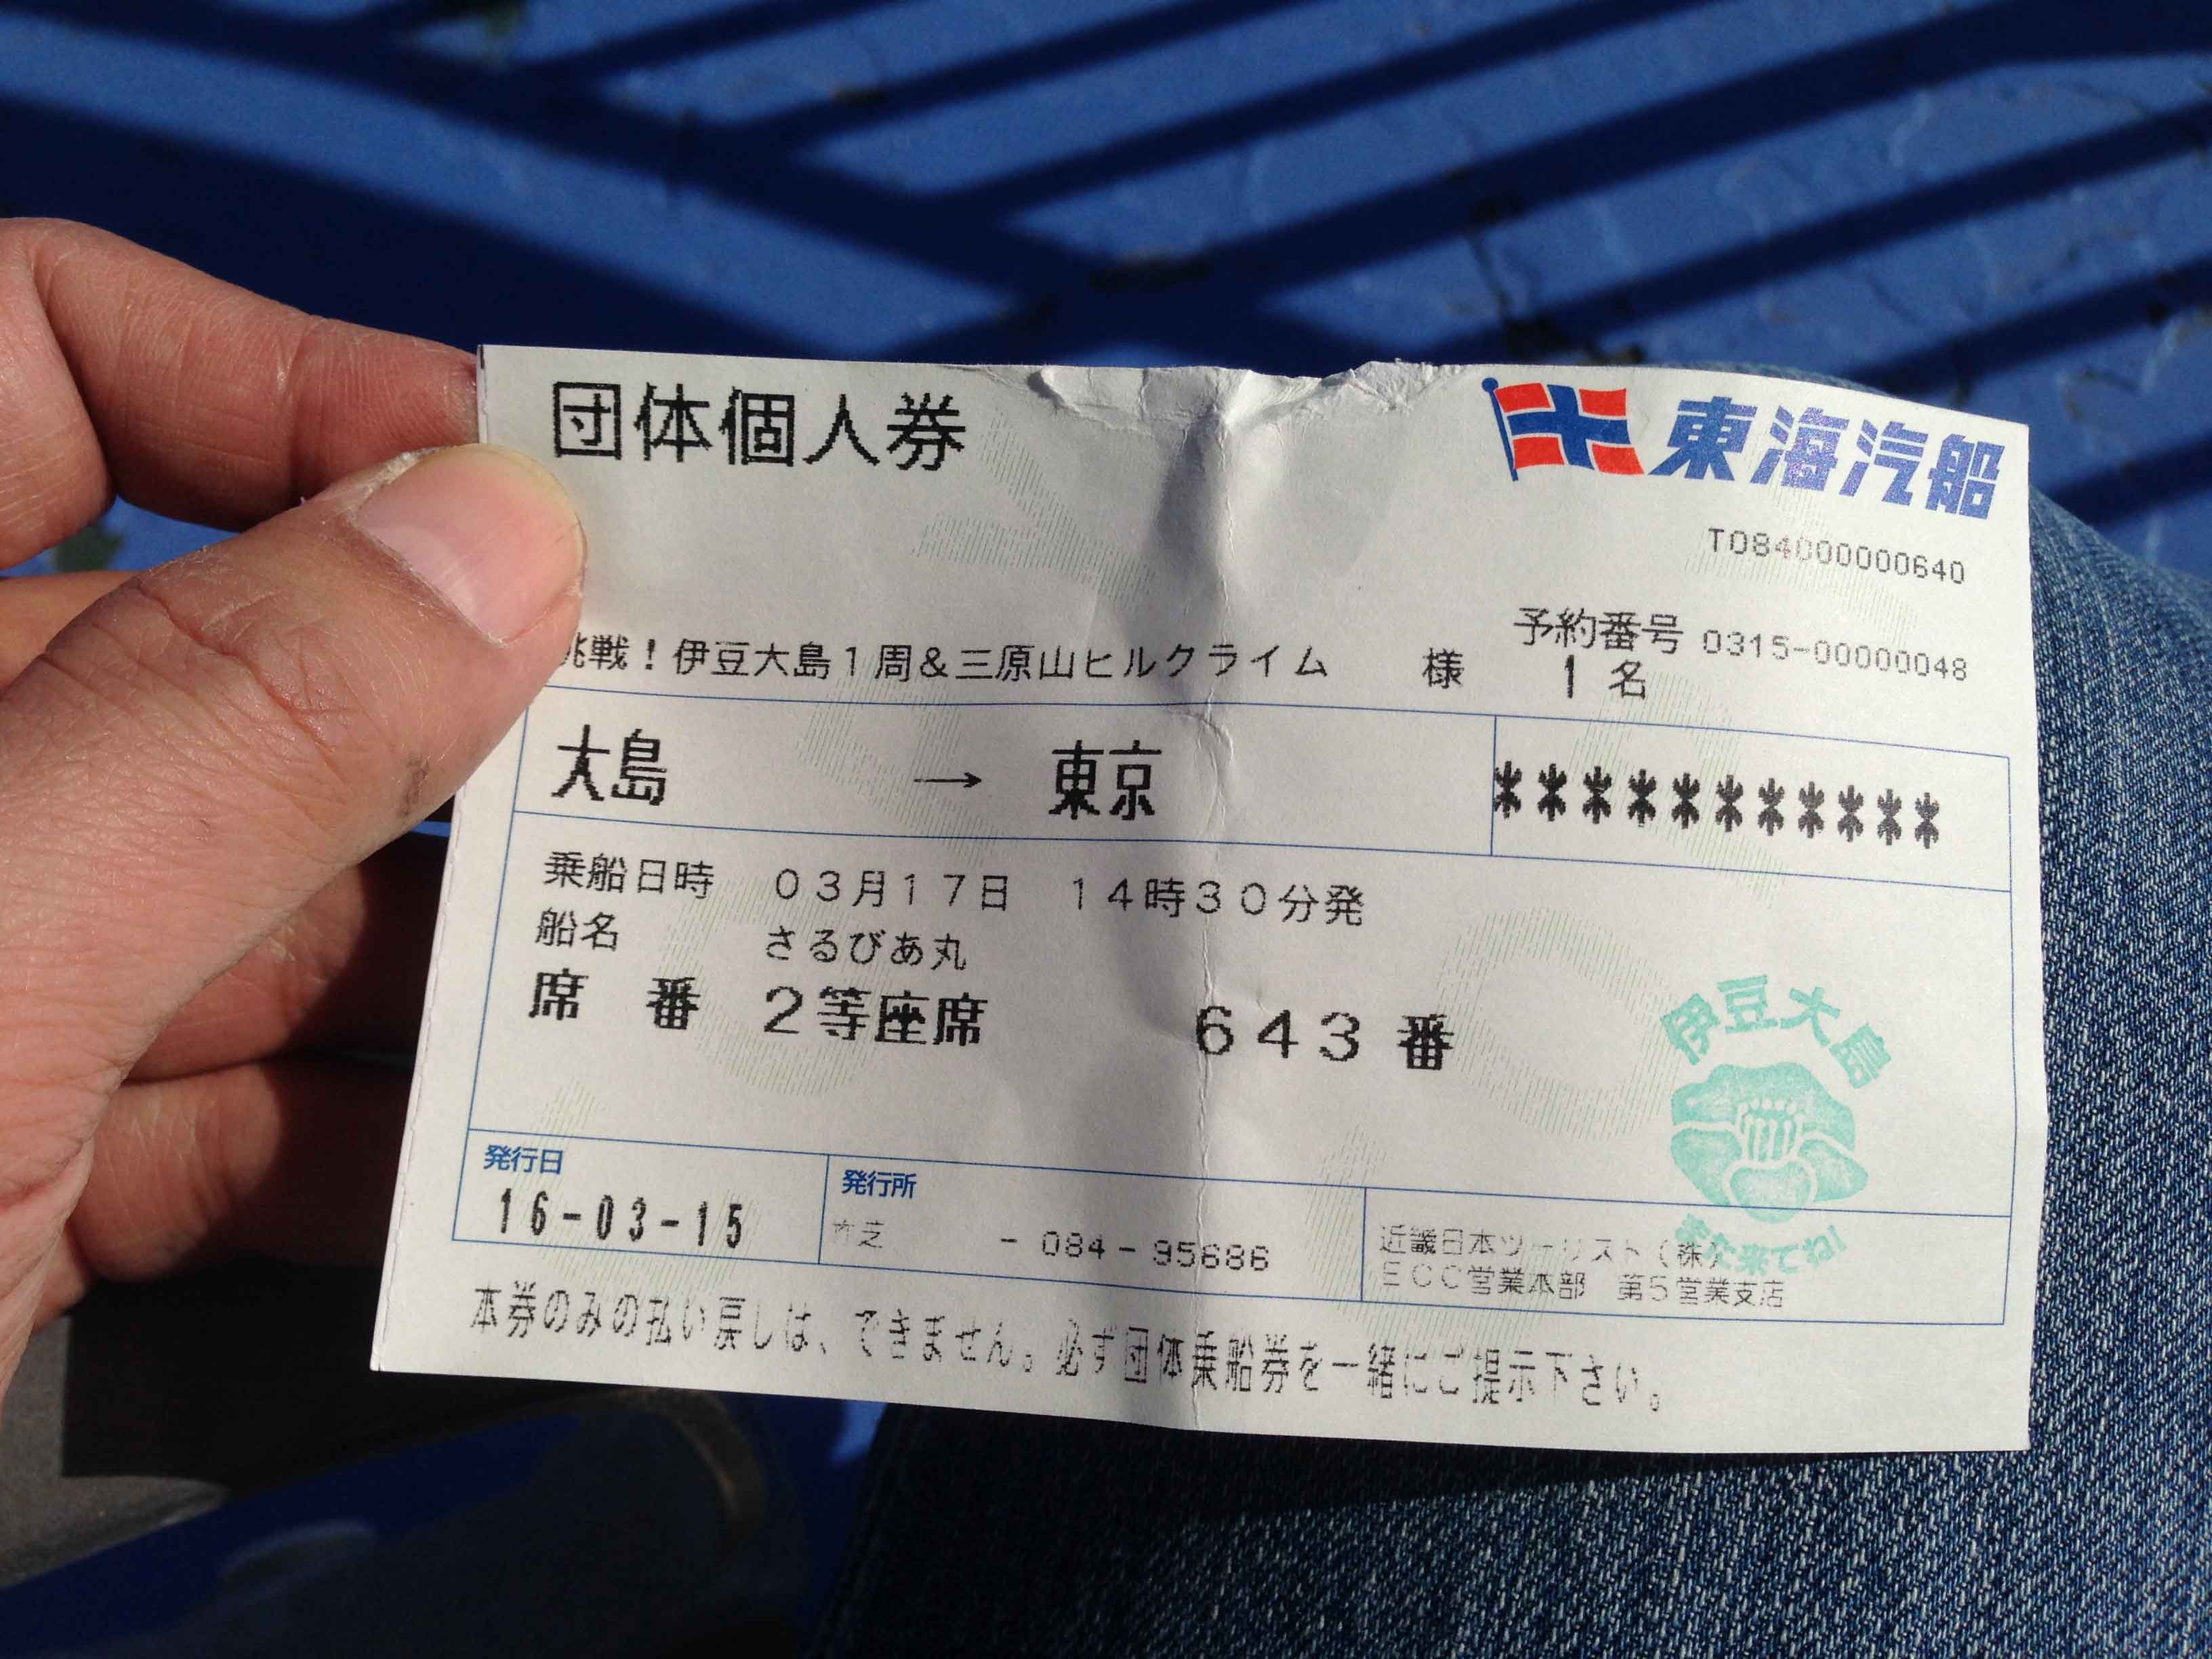 団体個人券
東海汽船
T084000000640
予約番号 0315-00000048
挑戦！伊豆大島１周＆三原山ヒルクライム 様 1 名
大島 → 東京 ***********
乗船日時 ０３月１７日 １４時３０分発
船名 さるびあ丸
席 番 ２等座席 ６４３番
伊豆大島
また来てね!
発行日
16-03-15
発行所
竹芝 - 084 - 95686
近畿日本ツーリスト（株）
ＥＣＣ営業本部 第５営業支店
本券のみの払い戻しは、できません。必ず団体乗船券を一緒にご提示下さい。